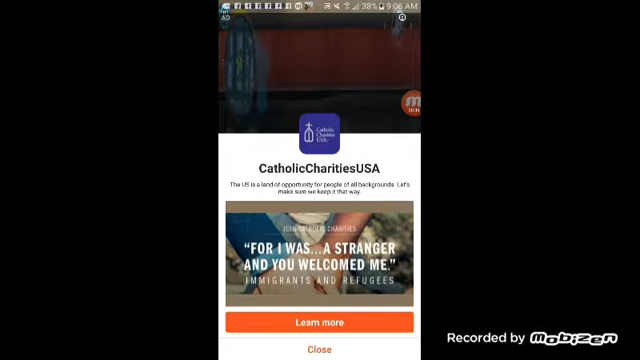 38% 9:06 AM
AD
Catholic
Charities
USA
CatholicCharitiesUSA
The US is a land of opportunity for people of all backgrounds. Let's
make sure we keep it that way.
JOIN CATHOLIC CHARITIES
“FOR I WAS...A STRANGER
AND YOU WELCOMED ME.”
IMMIGRANTS AND REFUGEES
Learn more
Close
Recorded by Mobizen